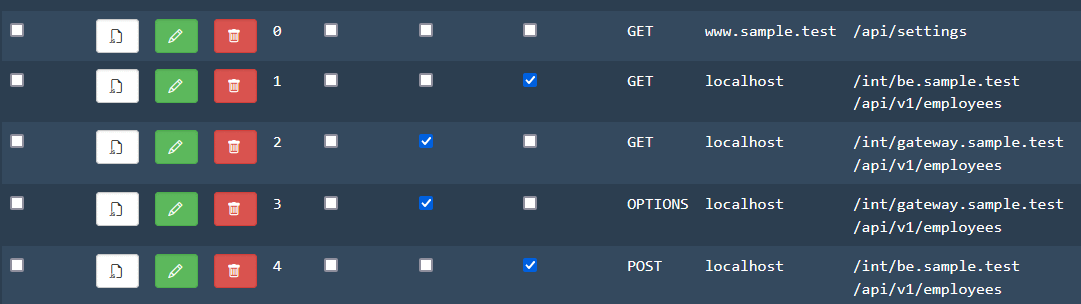 0 GET www.sample.test /api/settings
1 GET localhost /int/be.sample.test
/api/v1/employees
2 GET localhost /int/gateway.sample.test
/api/v1/employees
3 OPTIONS localhost /int/gateway.sample.test
/api/v1/employees
4 POST localhost /int/be.sample.test
/api/v1/employees